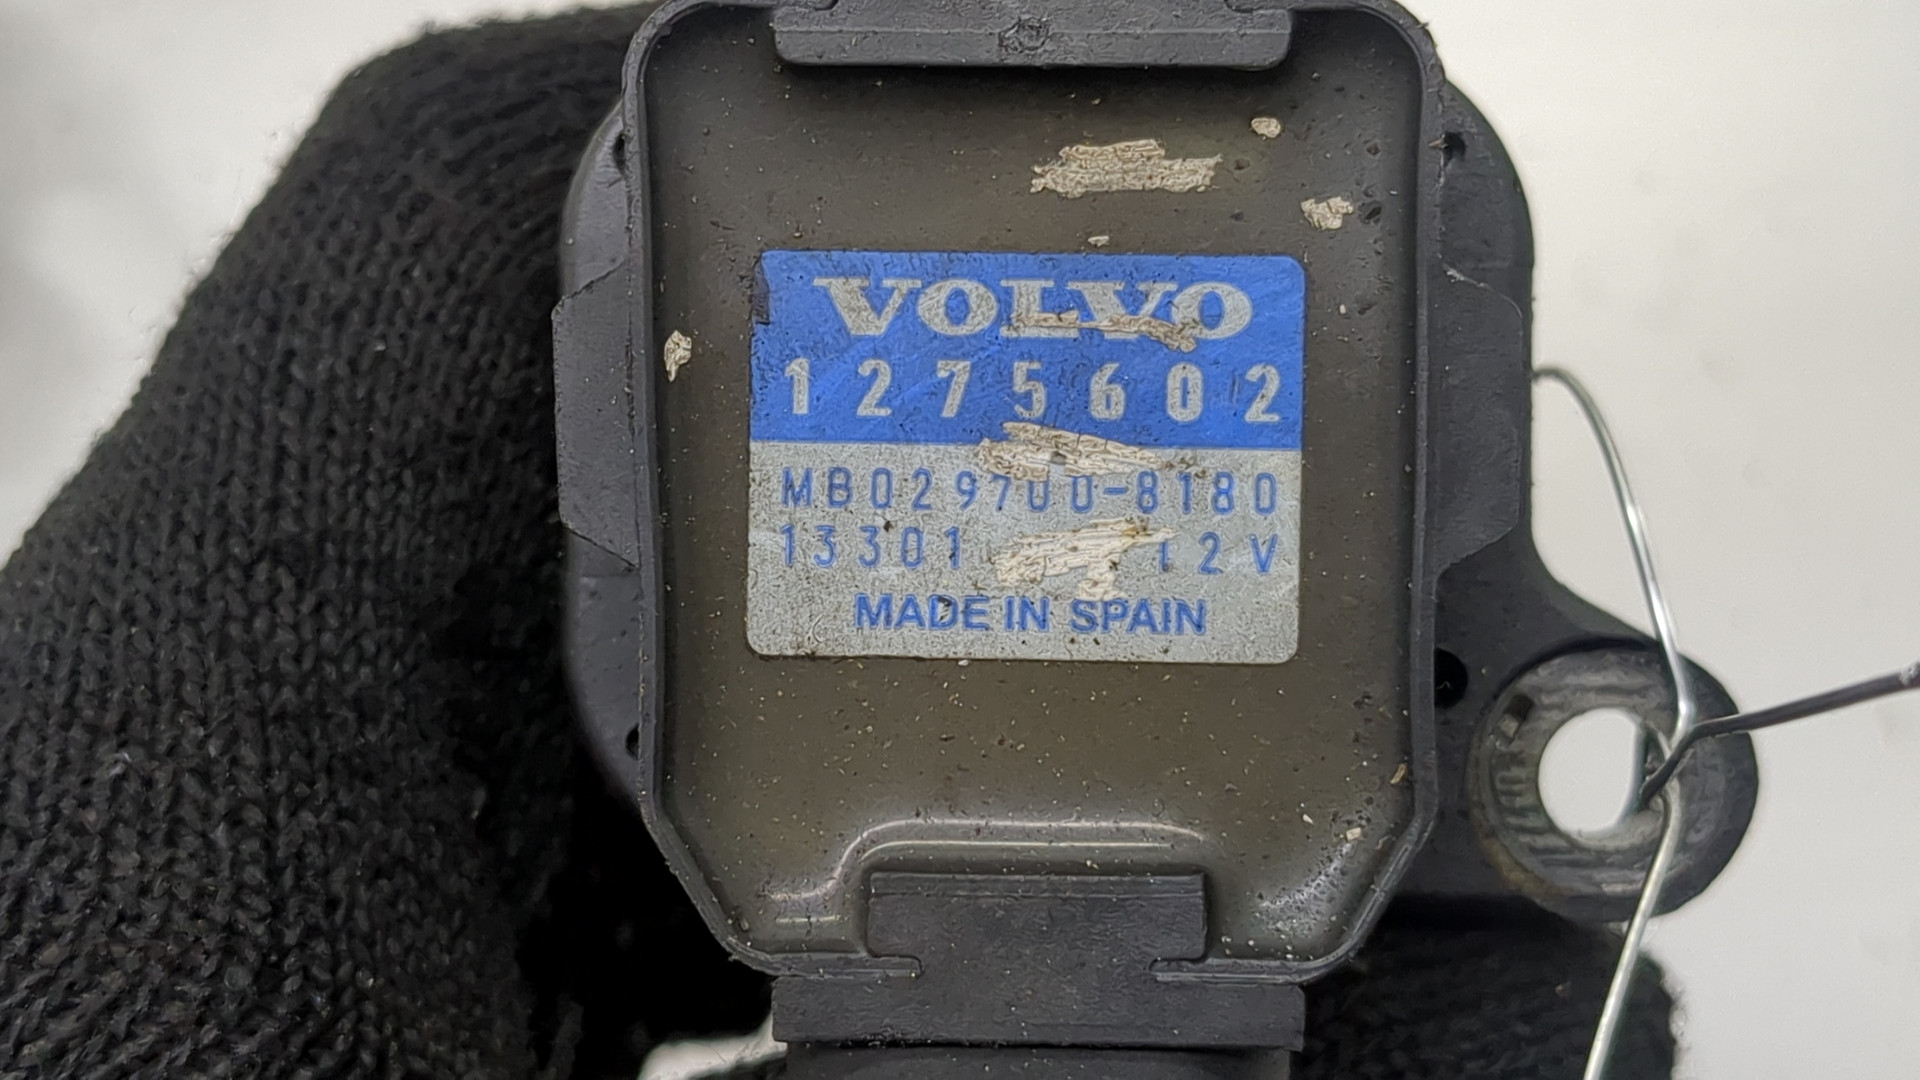 VOLVO
1275602
MB029700-8180
13301 12V
MADE IN SPAIN